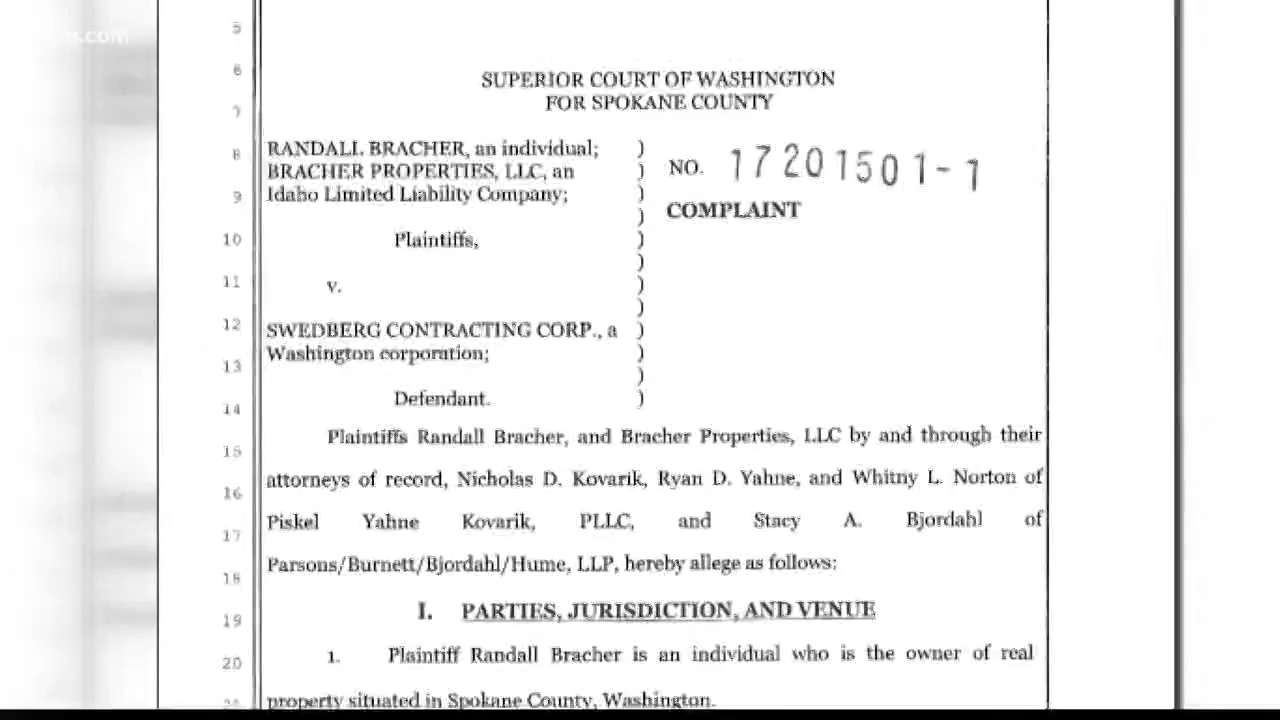 5
6 SUPERIOR COURT OF WASHINGTON
7 FOR SPOKANE COUNTY
8 RANDALL BRACHER, an individual; ) NO. 17201501-1
BRACHER PROPERTIES, LLC, an )
9 Idaho Limited Liability Company; )
) COMPLAINT
10 Plaintiffs, )
)
11 v. )
)
12 SWEDBERG CONTRACTING CORP., a )
13 Washington corporation; )
)
14 Defendant. )
Plaintiffs Randall Bracher, and Bracher Properties, LLC by and through their
15
attorneys of record, Nicholas D. Kovarik, Ryan D. Yahne, and Whitny L. Norton of
16
Piskel Yahne Kovarik, PLLC, and Stacy A. Bjordahl of
17
Parsons/Burnett/Bjordahl/Hume, LLP, hereby allege as follows:
18
19 I. PARTIES, JURISDICTION, AND VENUE
20 1. Plaintiff Randall Bracher is an individual who is the owner of real
property situated in Spokane County, Washington.